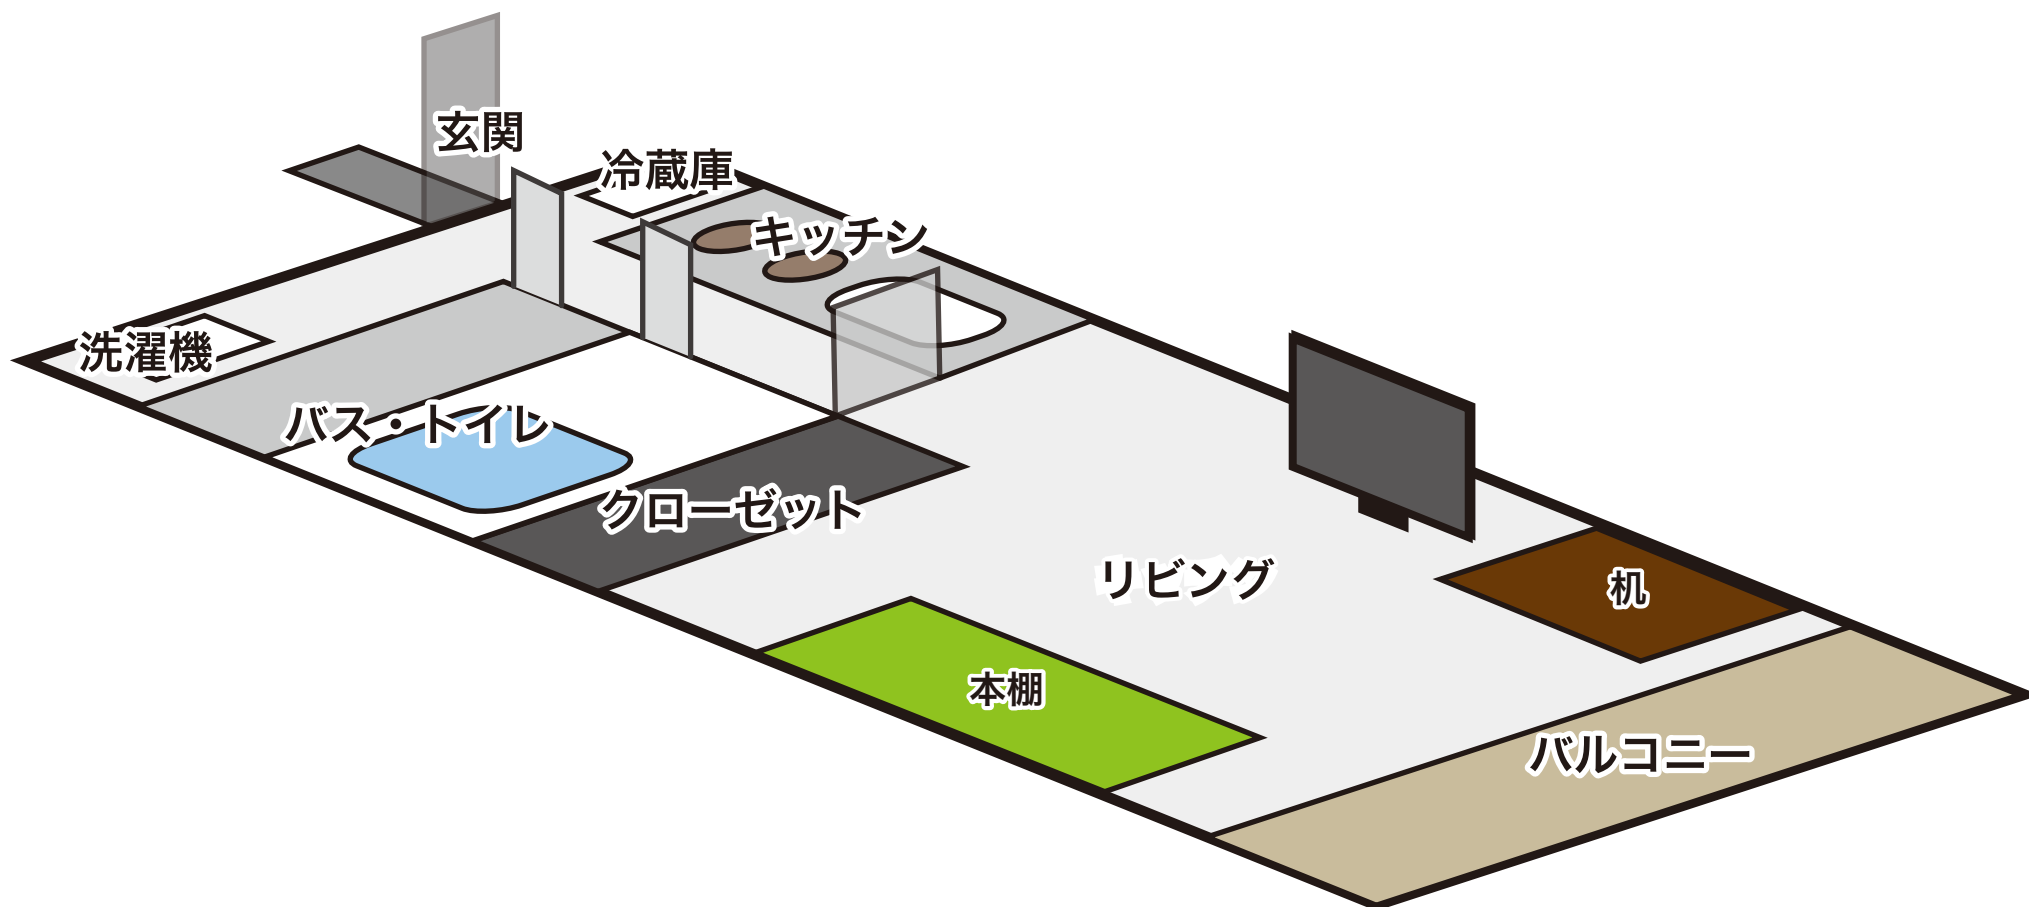 玄関
冷蔵庫
キッチン
洗濯機
バス・トイレ
クローゼット
リビング
机
本棚
バルコニー